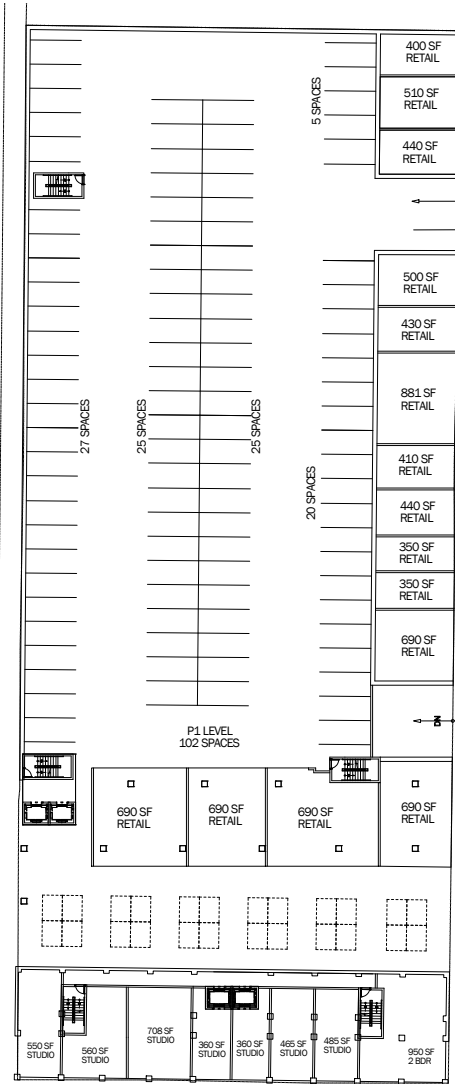 400 SF
RETAIL
510 SF
RETAIL
440 SF
RETAIL
5 SPACES
500 SF
RETAIL
430 SF
RETAIL
881 SF
RETAIL
27 SPACES
25 SPACES
25 SPACES
20 SPACES
410 SF
RETAIL
440 SF
RETAIL
350 SF
RETAIL
350 SF
RETAIL
690 SF
RETAIL
DN
P1 LEVEL
102 SPACES
690 SF
RETAIL
690 SF
RETAIL
690 SF
RETAIL
690 SF
RETAIL
550 SF
STUDIO
560 SF
STUDIO
708 SF
STUDIO
360 SF
STUDIO
360 SF
STUDIO
465 SF
STUDIO
485 SF
STUDIO
950 SF
2 BDR